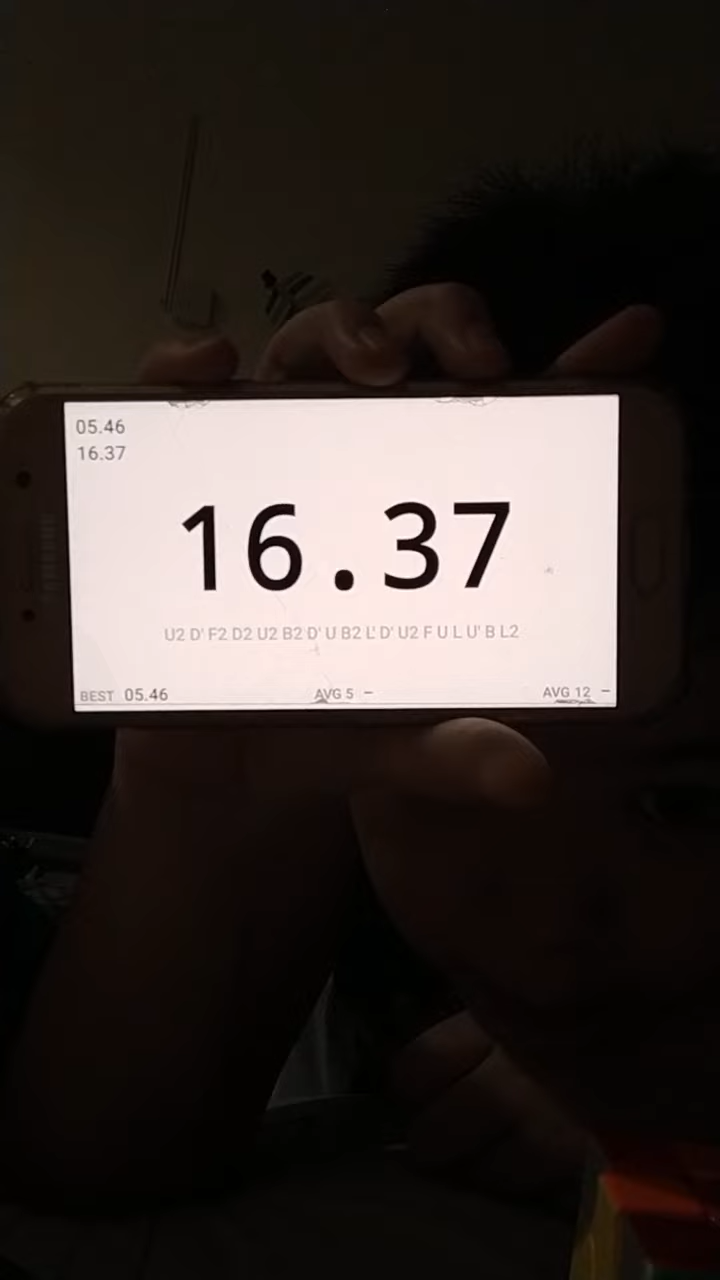 05.46
16.37
16.37
U2 D' F2 D2 U2 B2 D' U B2 L' D' U2 F U L U' B L2
BEST 05.46 AVG 5 – AVG 12 –